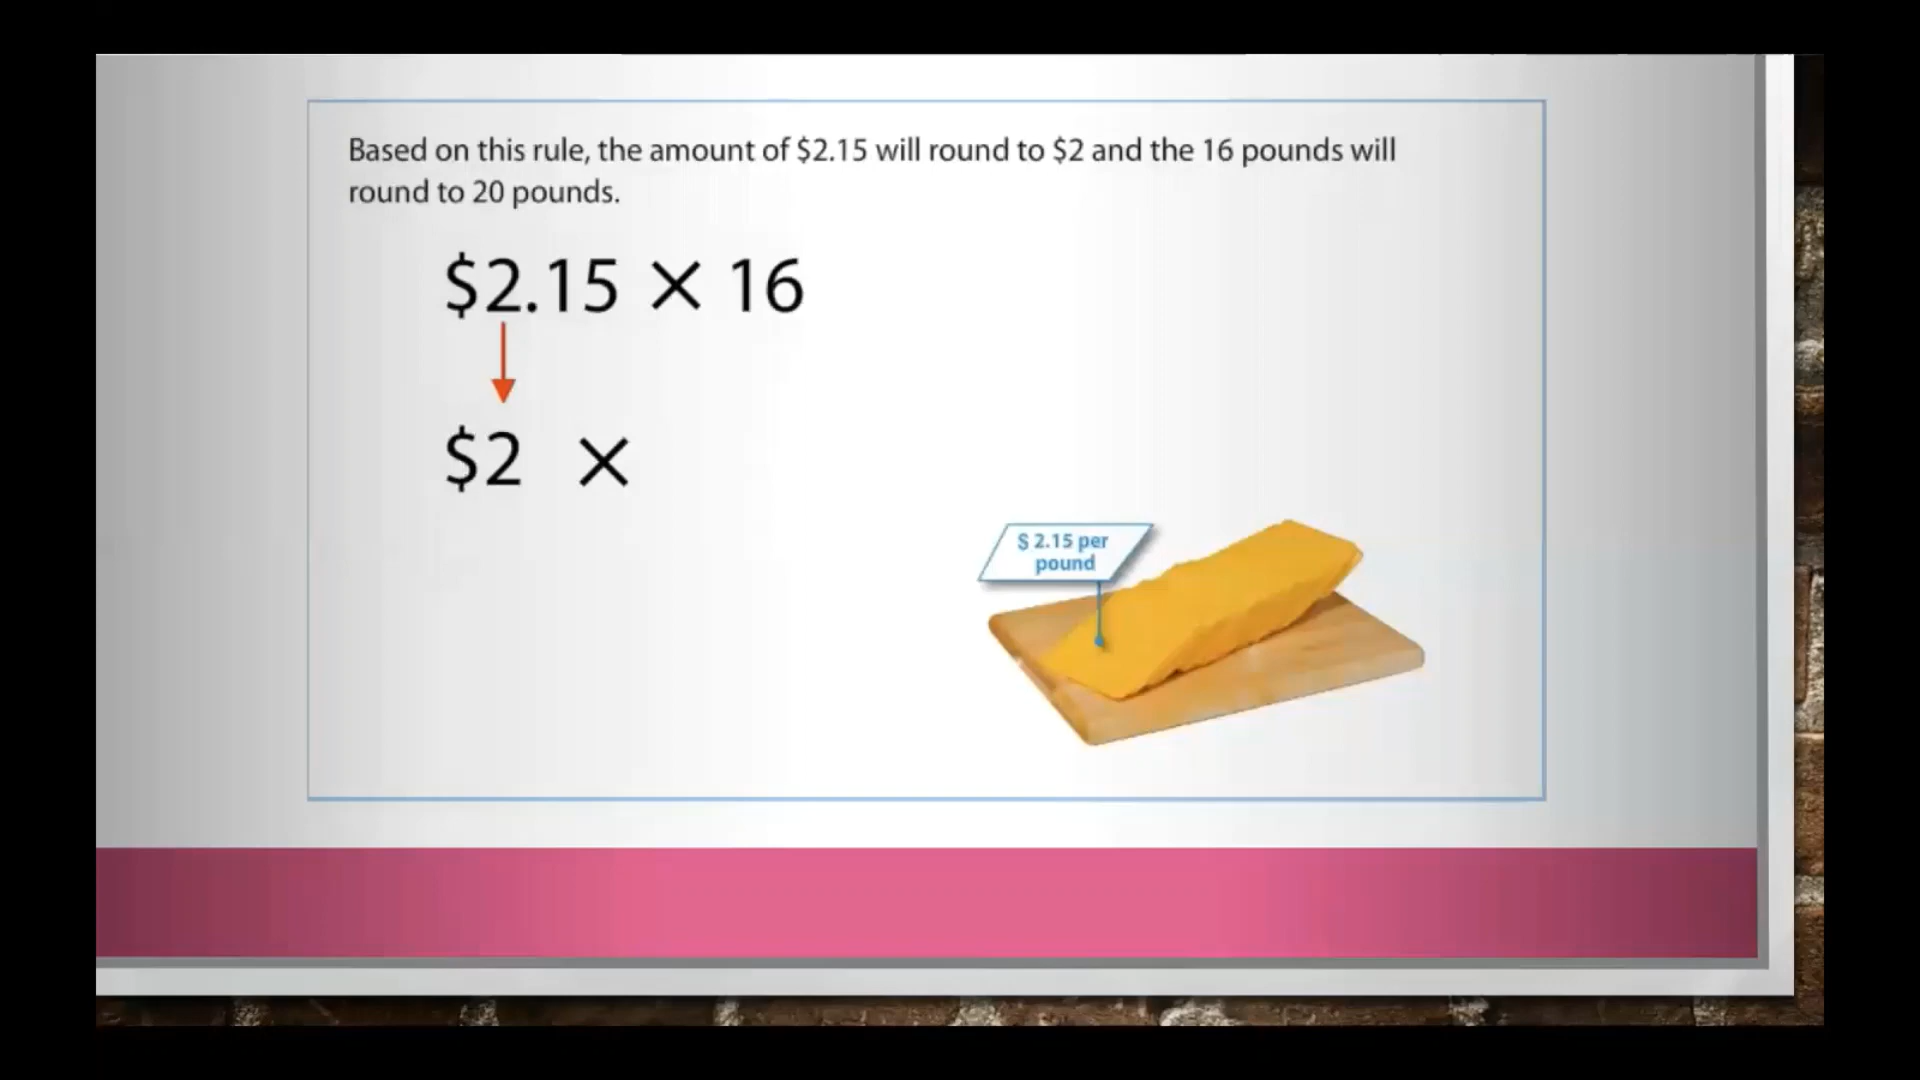 Based on this rule, the amount of $2.15 will round to $2 and the 16 pounds will
round to 20 pounds.
$2.15 × 16
$2 ×
$ 2.15 per
pound